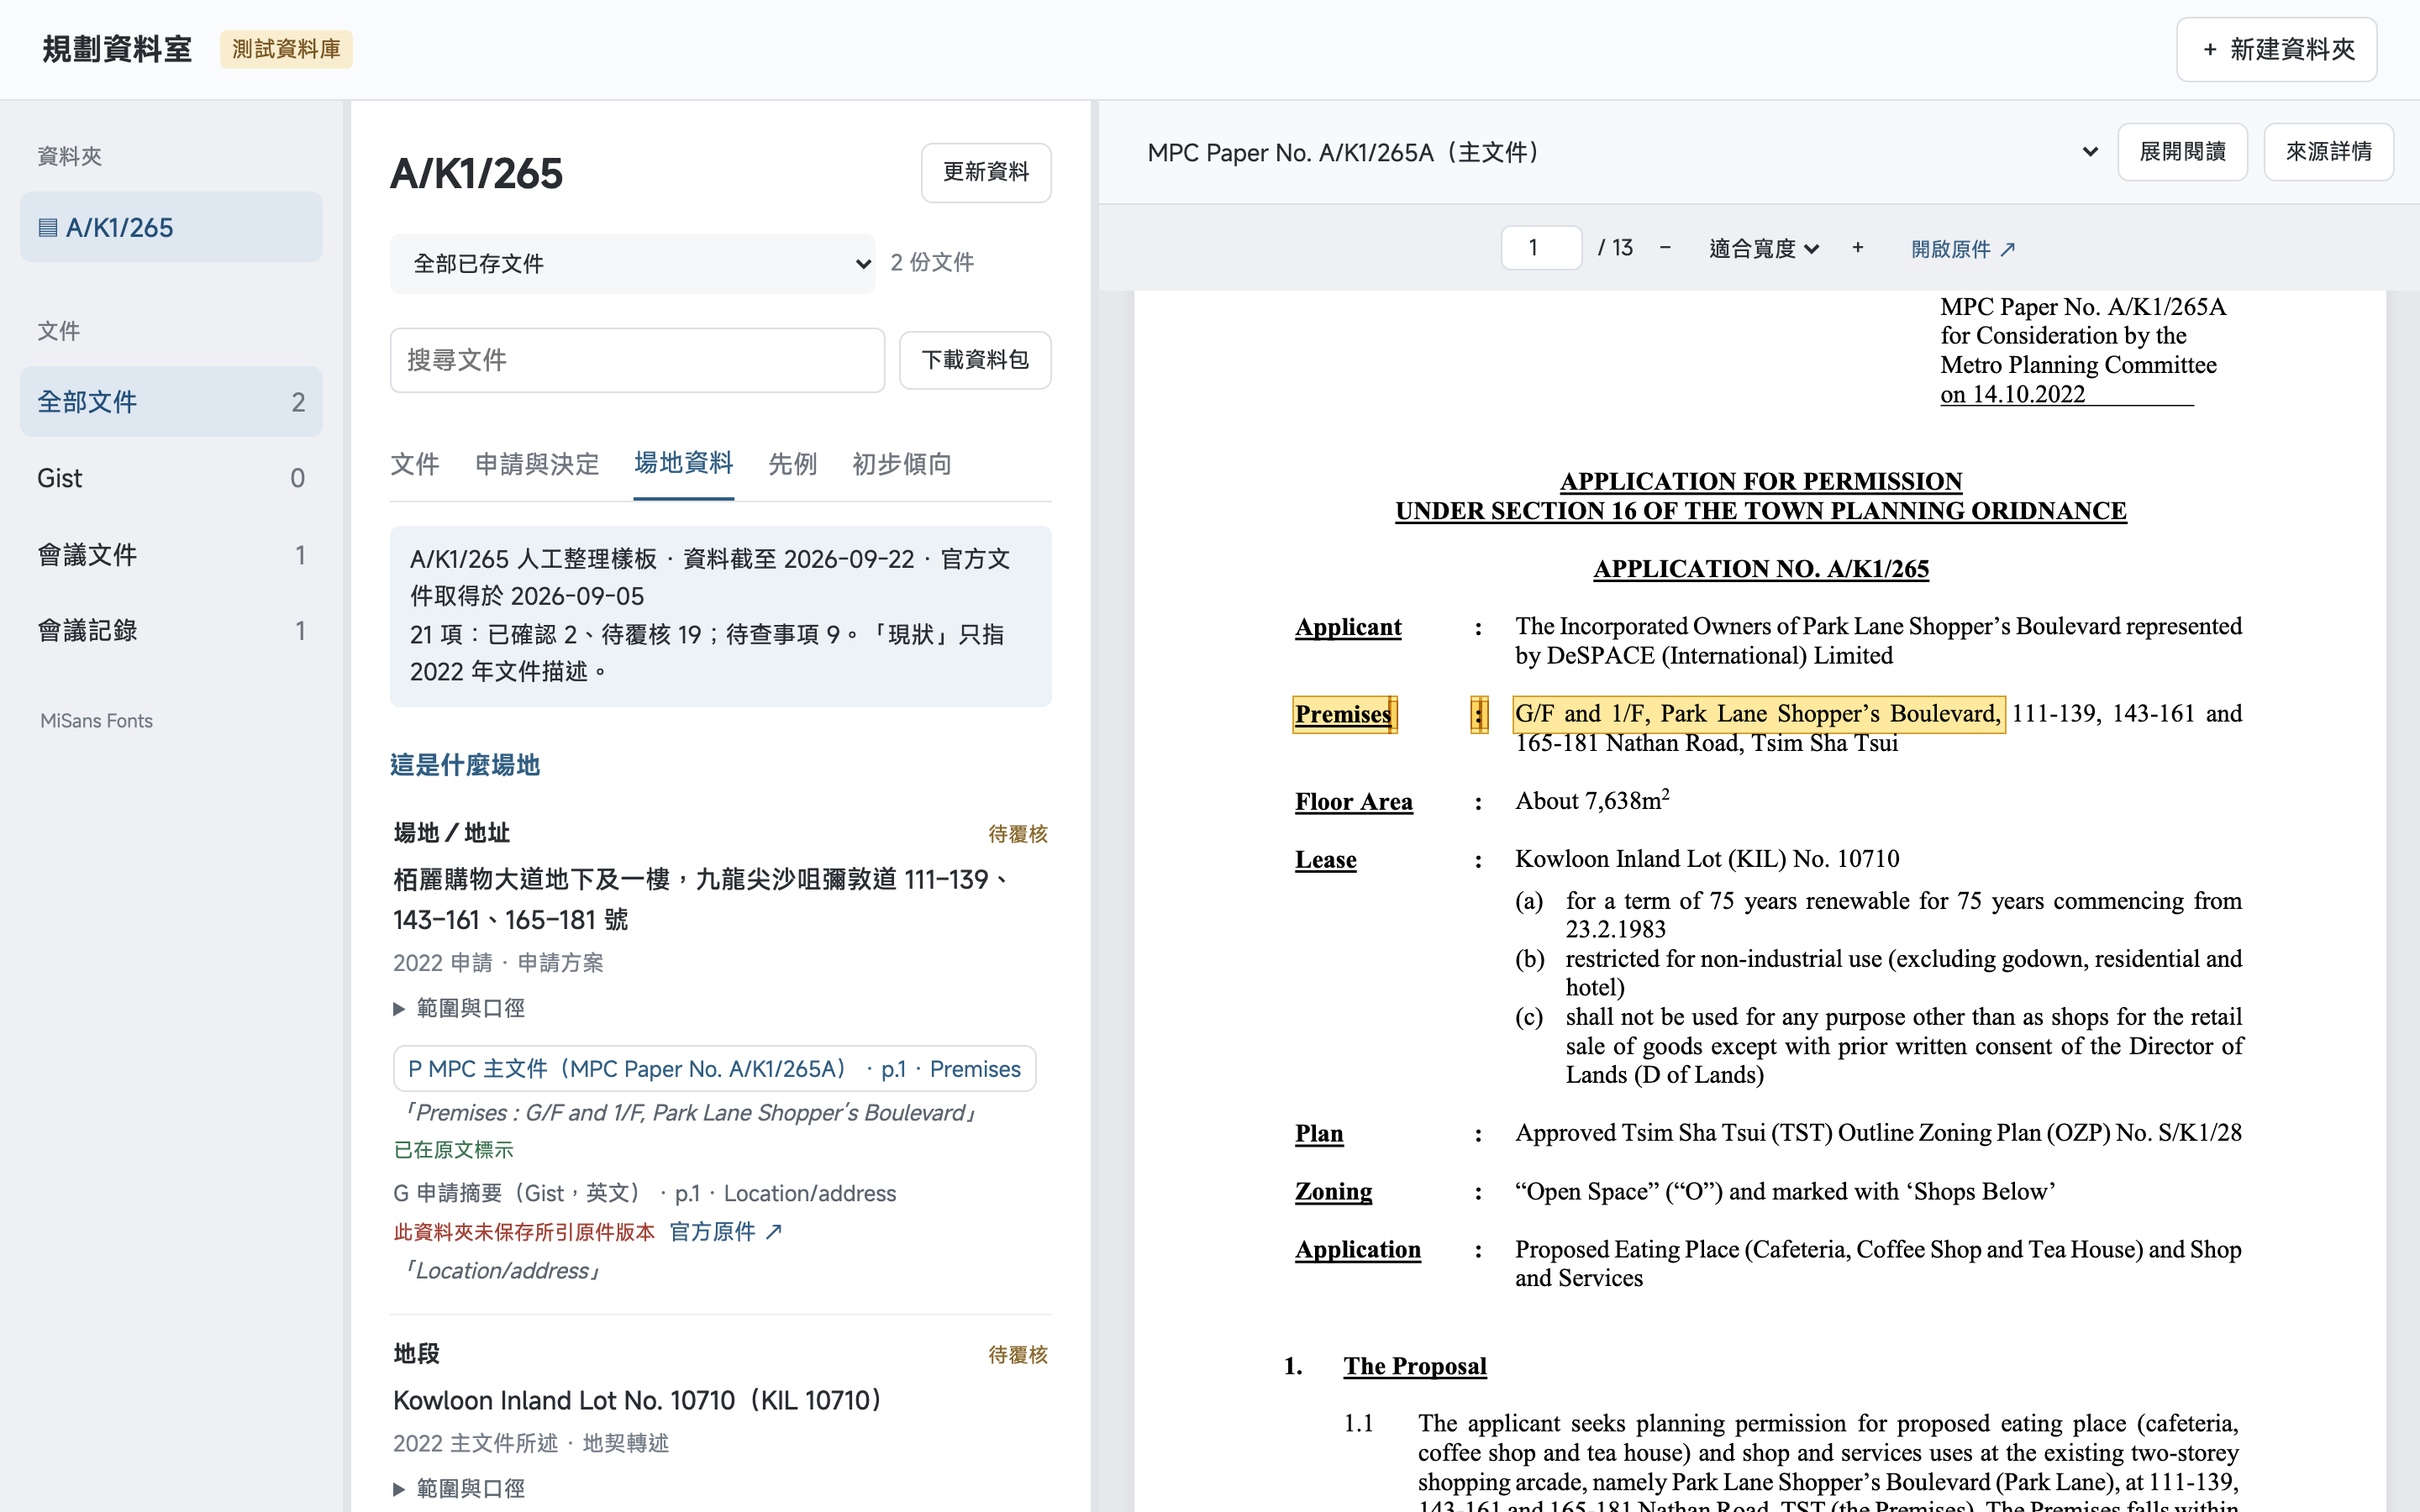 規劃資料室
測試資料庫
+ 新建資料夾
資料夾
A/K1/265
文件
全部文件 2
Gist 0
會議文件 1
會議記錄 1
MiSans Fonts
A/K1/265
更新資料
全部已存文件
2 份文件
搜尋文件
下載資料包
文件 申請與決定 場地資料 先例 初步傾向
A/K1/265 人工整理樣板 · 資料截至 2026-09-22 · 官方文
件取得於 2026-09-05
21 項：已確認 2、待覆核 19；待查事項 9。「現狀」只指
2022 年文件描述。
這是什麼場地
場地／地址 待覆核
栢麗購物大道地下及一樓，九龍尖沙咀彌敦道 111–139、
143–161、165–181 號
2022 申請 · 申請方案
▶ 範圍與口徑
P MPC 主文件（MPC Paper No. A/K1/265A） · p.1 · Premises
「Premises : G/F and 1/F, Park Lane Shopper’s Boulevard」
已在原文標示
G 申請摘要（Gist，英文） · p.1 · Location/address
此資料夾未保存所引原件版本 官方原件 ↗
「Location/address」
地段 待覆核
Kowloon Inland Lot No. 10710（KIL 10710）
2022 主文件所述 · 地契轉述
▶ 範圍與口徑
MPC Paper No. A/K1/265A（主文件）
展開閱讀
來源詳情
1 / 13 − 適合寬度 + 開啟原件 ↗
MPC Paper No. A/K1/265A
for Consideration by the
Metro Planning Committee
on 14.10.2022
APPLICATION FOR PERMISSION
UNDER SECTION 16 OF THE TOWN PLANNING ORIDNANCE
APPLICATION NO. A/K1/265
Applicant : The Incorporated Owners of Park Lane Shopper’s Boulevard represented
by DeSPACE (International) Limited
Premises : G/F and 1/F, Park Lane Shopper’s Boulevard, 111-139, 143-161 and
165-181 Nathan Road, Tsim Sha Tsui
Floor Area : About 7,638m²
Lease : Kowloon Inland Lot (KIL) No. 10710
(a) for a term of 75 years renewable for 75 years commencing from
23.2.1983
(b) restricted for non-industrial use (excluding godown, residential and
hotel)
(c) shall not be used for any purpose other than as shops for the retail
sale of goods except with prior written consent of the Director of
Lands (D of Lands)
Plan : Approved Tsim Sha Tsui (TST) Outline Zoning Plan (OZP) No. S/K1/28
Zoning : “Open Space” (“O”) and marked with ‘Shops Below’
Application : Proposed Eating Place (Cafeteria, Coffee Shop and Tea House) and Shop
and Services
1. The Proposal
1.1 The applicant seeks planning permission for proposed eating place (cafeteria,
coffee shop and tea house) and shop and services uses at the existing two-storey
shopping arcade, namely Park Lane Shopper’s Boulevard (Park Lane), at 111-139,
143-161 and 165-181 Nathan Road, TST (the Premises). The Premises falls within